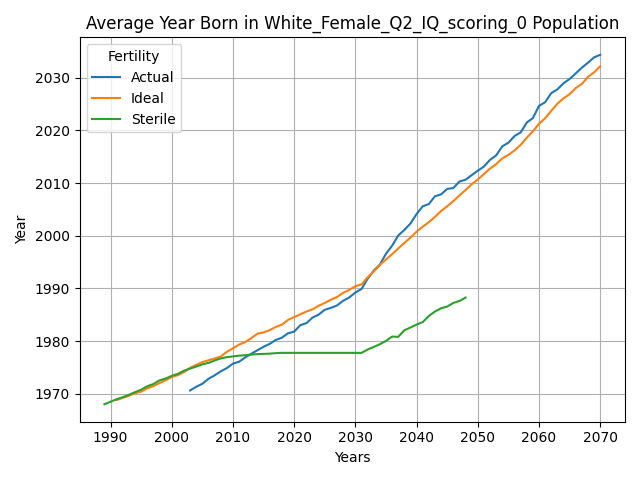 Average Year Born in White_Female_Q2_IQ_scoring_0 Population
Fertility
Actual
Ideal
Sterile
Year
2030
2020
2010
2000
1990
1980
1970
1990 2000 2010 2020 2030 2040 2050 2060 2070
Years